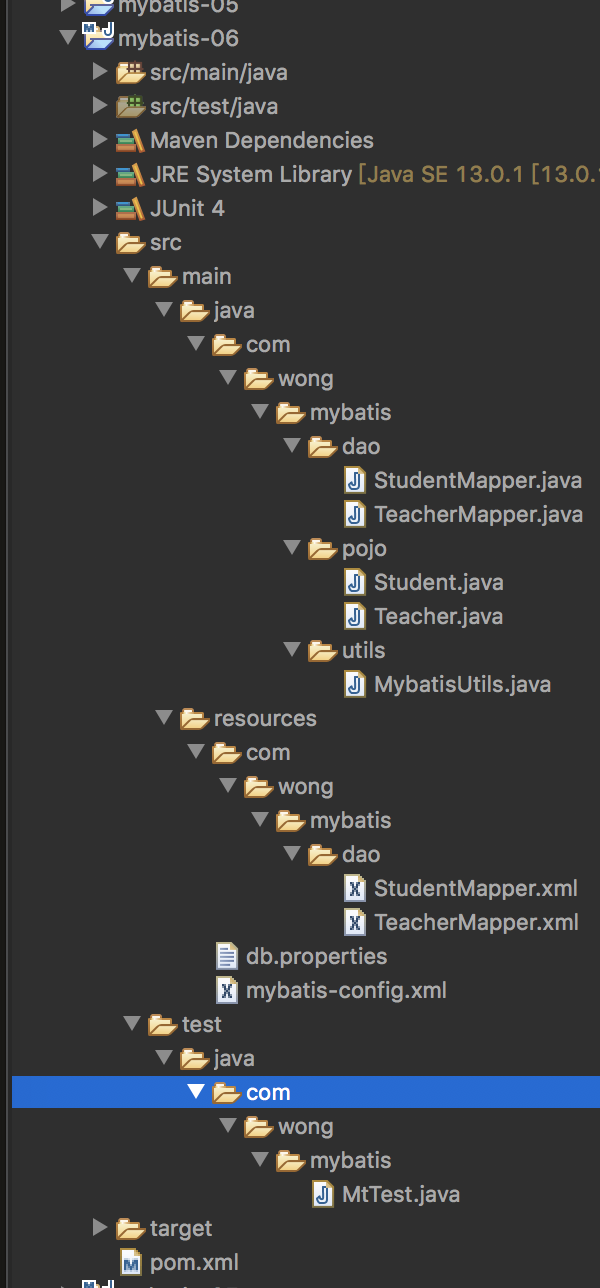 mybatis-05
mybatis-06
src/main/java
src/test/java
Maven Dependencies
JRE System Library [Java SE 13.0.1 [13.0.
JUnit 4
src
main
java
com
wong
mybatis
dao
StudentMapper.java
TeacherMapper.java
pojo
Student.java
Teacher.java
utils
MybatisUtils.java
resources
com
wong
mybatis
dao
StudentMapper.xml
TeacherMapper.xml
db.properties
mybatis-config.xml
test
java
com
wong
mybatis
MtTest.java
target
pom.xml